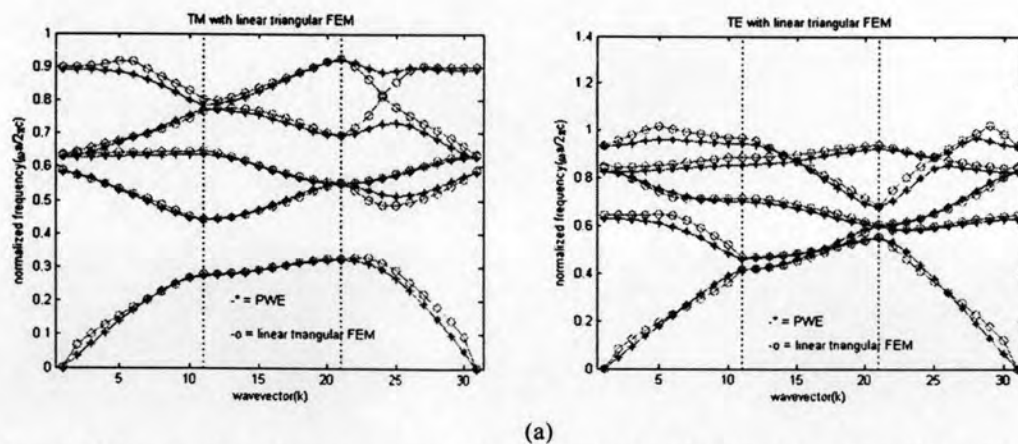 TM with linear triangular FEM
normalized frequency(ωa/2πc)
1
0.9
0.8
0.7
0.6
0.5
0.4
0.3
0.2
0.1
0
* = PWE
o = linear triangular FEM
5 10 15 20 25 30
wavevector(k)
TE with linear triangular FEM
normalized frequency(ωa/2πc)
1.4
1.2
1
0.8
0.6
0.4
0.2
0
* = PWE
o = linear triangular FEM
5 10 15 20 25 30
wavevector(k)
(a)